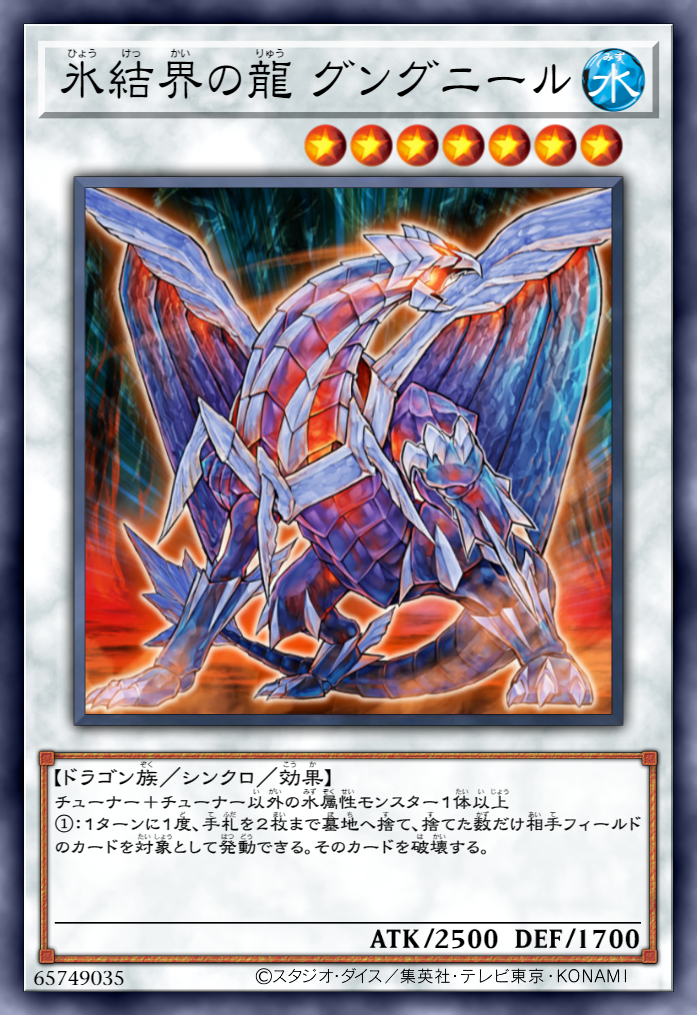 氷結界の龍 グングニール 水
【ドラゴン族／シンクロ／効果】
チューナー＋チューナー以外の水属性モンスター１体以上
①：１ターンに１度、手札を２枚まで墓地へ捨て、捨てた数だけ相手フィールド
のカードを対象として発動できる。そのカードを破壊する。
ATK/2500 DEF/1700
65749035 ©スタジオ・ダイス／集英社・テレビ東京・KONAMI